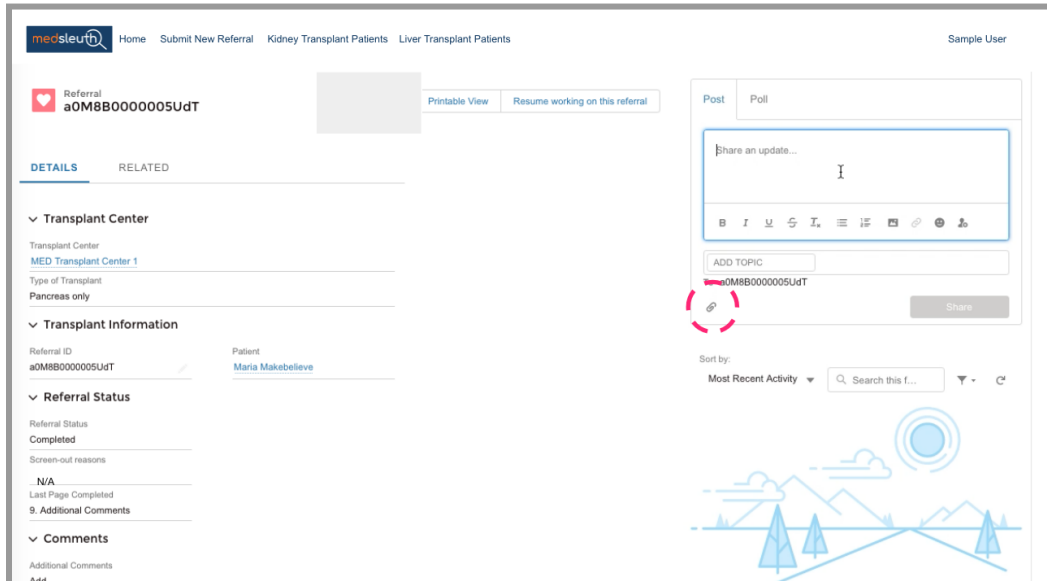 medsleuth Home Submit New Referral Kidney Transplant Patients Liver Transplant Patients Sample User
Referral
a0M8B0000005UdT
Printable View Resume working on this referral
DETAILS RELATED
Transplant Center
Transplant Center
MED Transplant Center 1
Type of Transplant
Pancreas only
Transplant Information
Referral ID Patient
a0M8B0000005UdT Maria Makebelieve
Referral Status
Referral Status
Completed
Screen-out reasons
N/A
Last Page Completed
9. Additional Comments
Comments
Additional Comments
Add
Post Poll
Share an update...
B I U S Tx
ADD TOPIC
a0M8B0000005UdT
Share
Sort by:
Most Recent Activity Search this f...